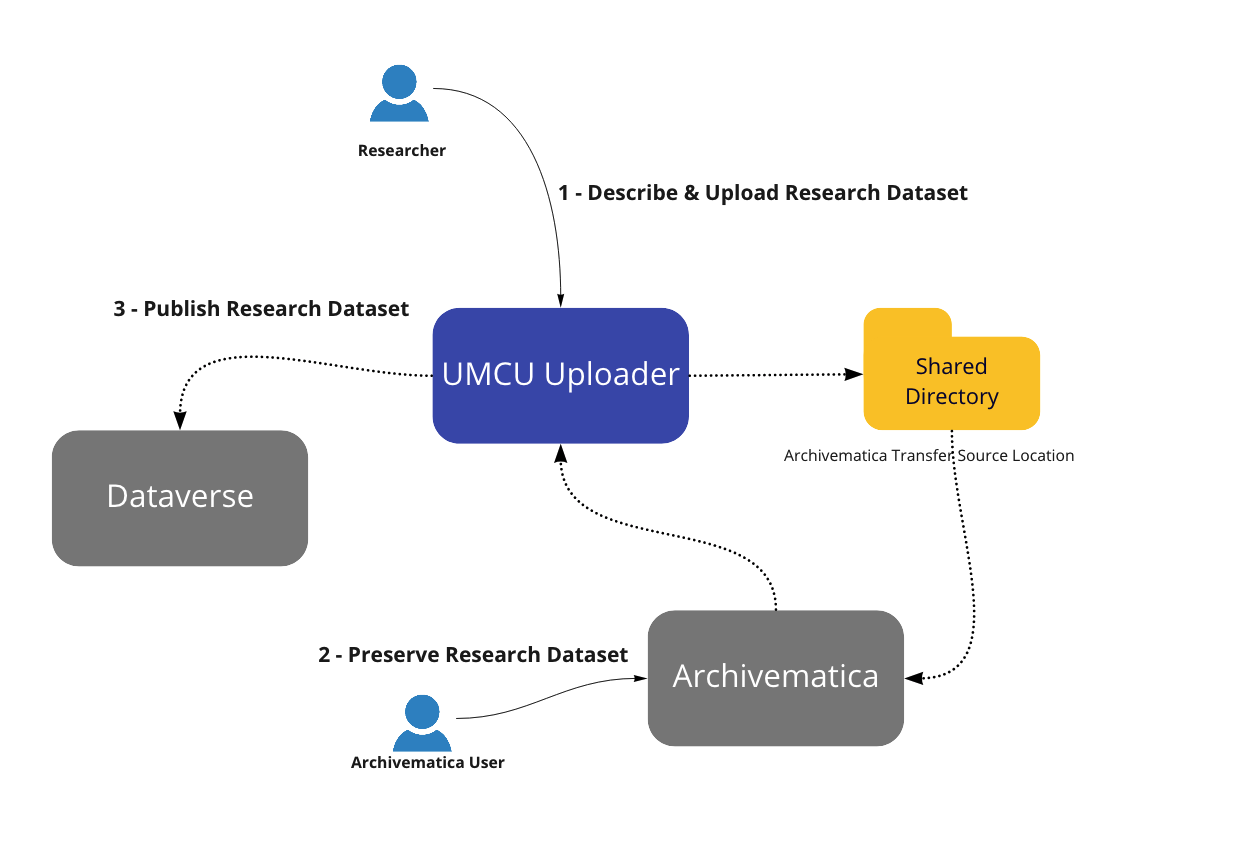 Researcher
1 - Describe & Upload Research Dataset
3 - Publish Research Dataset
UMCU Uploader
Shared
Directory
Archivematica Transfer Source Location
Dataverse
2 - Preserve Research Dataset
Archivematica
Archivematica User